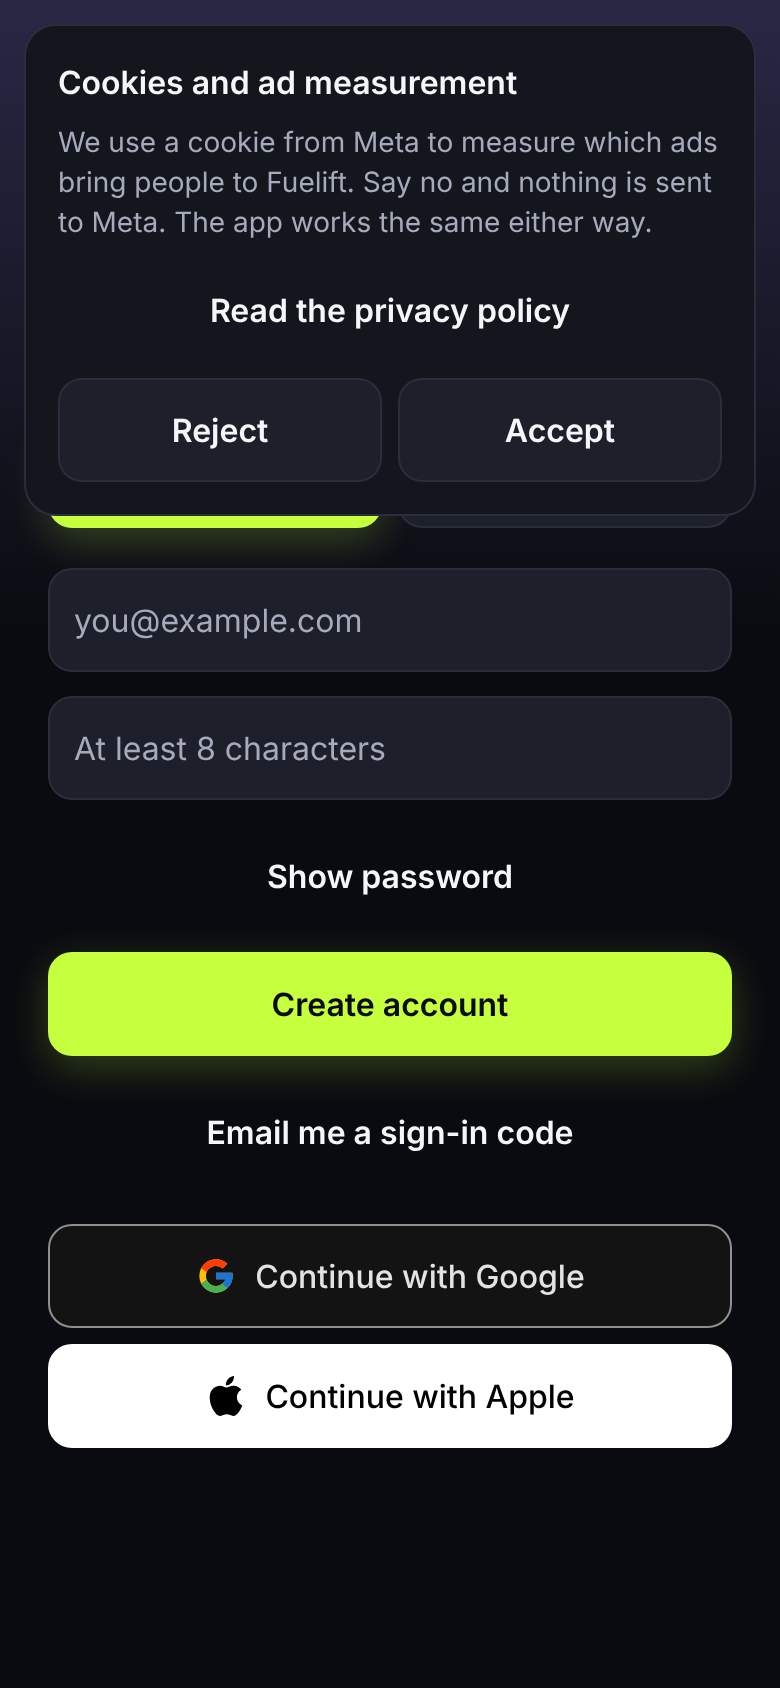 Cookies and ad measurement
We use a cookie from Meta to measure which ads
bring people to Fuelift. Say no and nothing is sent
to Meta. The app works the same either way.
Read the privacy policy
Reject
Accept
you@example.com
At least 8 characters
Show password
Create account
Email me a sign-in code
Continue with Google
Continue with Apple